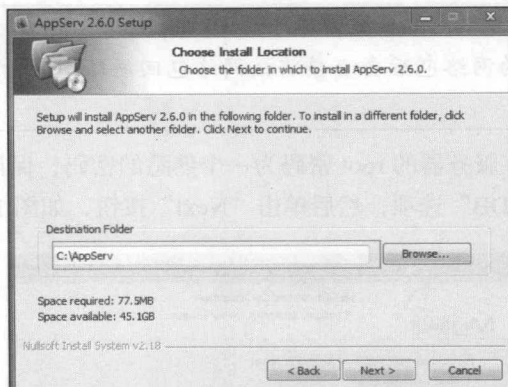 AppServ 2.6.0 Setup
Choose Install Location
Choose the folder in which to install AppServ 2.6.0.
Setup will install AppServ 2.6.0 in the following folder. To install in a different folder, click
Browse and select another folder. Click Next to continue.
Destination Folder
C:\AppServ
Browse...
Space required: 77.5MB
Space available: 45.1GB
Nullsoft Install System v2.18
< Back
Next >
Cancel